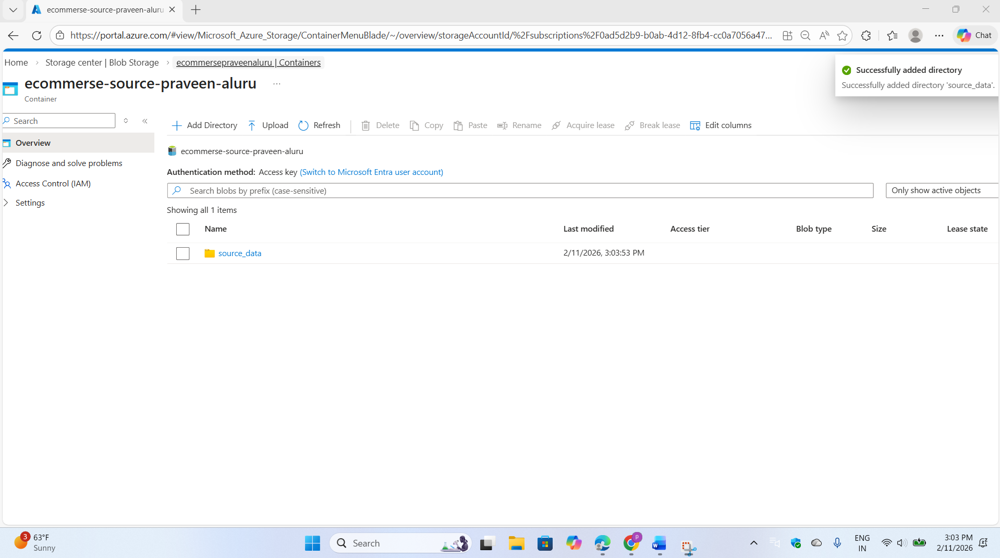 ecommerse-source-praveen-aluru
https://portal.azure.com/#view/Microsoft_Azure_Storage/ContainerMenuBlade/~/overview/storageAccountId/%2Fsubscriptions%2F0ad5d2b9-b0ab-4d12-8fb4-cc0a7056a47...
Chat
Home > Storage center | Blob Storage > ecommersepraveenaluru | Containers
ecommerse-source-praveen-aluru ...
Container
Successfully added directory
Successfully added directory 'source_data'.
Search
Overview
Diagnose and solve problems
Access Control (IAM)
Settings
Add Directory Upload Refresh Delete Copy Paste Rename Acquire lease Break lease Edit columns
ecommerse-source-praveen-aluru
Authentication method: Access key (Switch to Microsoft Entra user account)
Search blobs by prefix (case-sensitive)
Only show active objects
Showing all 1 items
Name Last modified Access tier Blob type Size Lease state
source_data 2/11/2026, 3:03:53 PM
3
63°F
Sunny
Search
P
W
ENG
IN
3:03 PM
2/11/2026